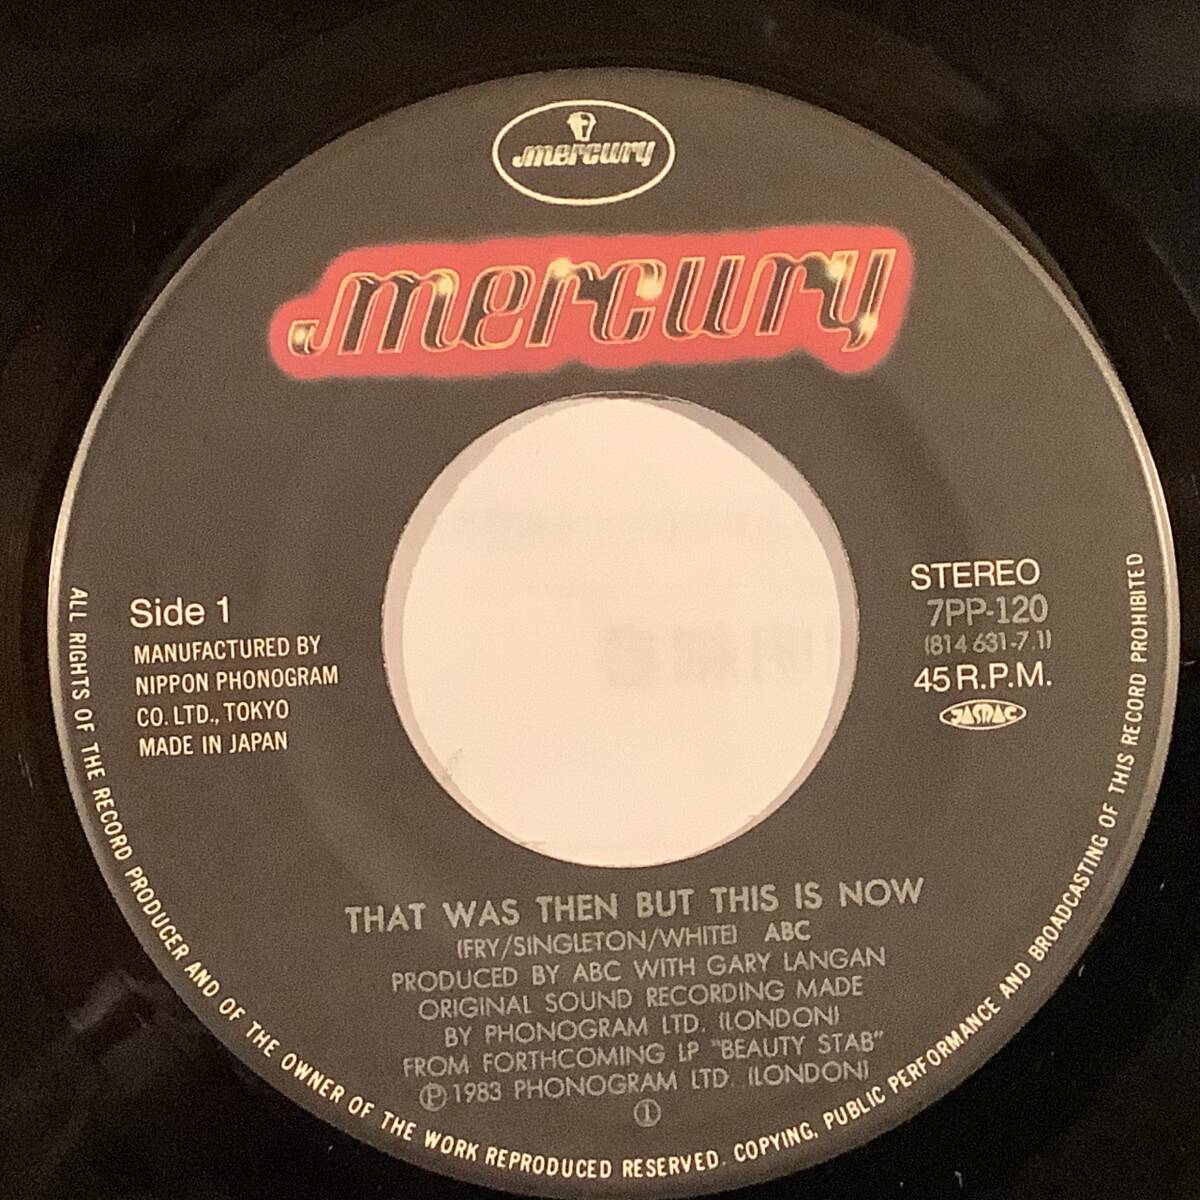 mercury
mercury
Side 1
MANUFACTURED BY
NIPPON PHONOGRAM
CO. LTD., TOKYO
MADE IN JAPAN
STEREO
7PP-120
(814 631-7.1)
45 R.P.M.
JASRAC
THAT WAS THEN BUT THIS IS NOW
(FRY/SINGLETON/WHITE) ABC
PRODUCED BY ABC WITH GARY LANGAN
ORIGINAL SOUND RECORDING MADE
BY PHONOGRAM LTD. (LONDON)
FROM FORTHCOMING LP "BEAUTY STAB"
Ⓟ 1983 PHONOGRAM LTD. (LONDON)
①
ALL RIGHTS OF THE RECORD PRODUCER AND OF THE OWNER OF THE WORK REPRODUCED RESERVED. COPYING, PUBLIC PERFORMANCE AND BROADCASTING OF THIS RECORD PROHIBITED